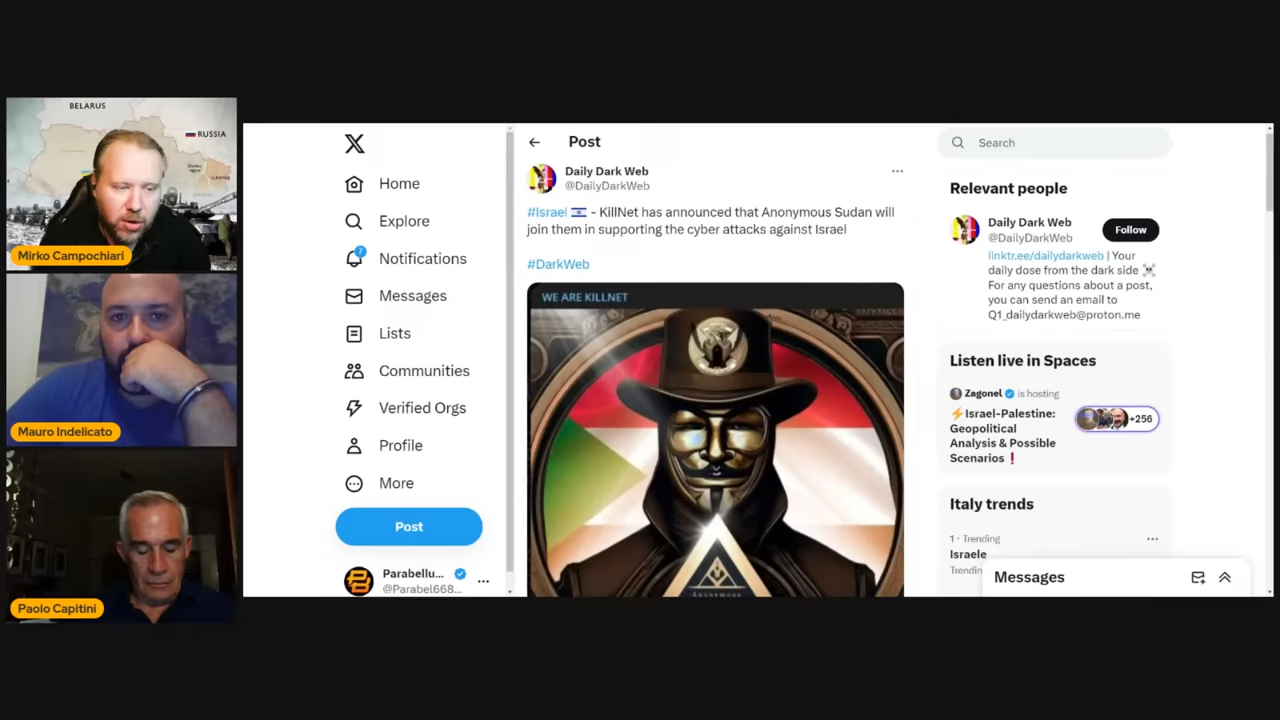 BELARUS
RUSSIA
Mirko Campochiari
Mauro Indelicato
Paolo Capitini
X
Home
Explore
7
Notifications
Messages
Lists
Communities
Verified Orgs
Profile
More
Post
Parabellu...
@Parabel668...
Post
Daily Dark Web
@DailyDarkWeb
#Israel 🇮🇱 - KillNet has announced that Anonymous Sudan will
join them in supporting the cyber attacks against Israel
#DarkWeb
WE ARE KILLNET
ANONYMOUS
Search
Relevant people
Daily Dark Web
@DailyDarkWeb
Follow
linktr.ee/dailydarkweb | Your
daily dose from the dark side ☠️
For any questions about a post,
you can send an email to
Q1_dailydarkweb@proton.me
Listen live in Spaces
Zagonel is hosting
⚡Israel-Palestine:
Geopolitical
Analysis & Possible
Scenarios❗
+256
Italy trends
1 · Trending
Israele
Trendin
Messages